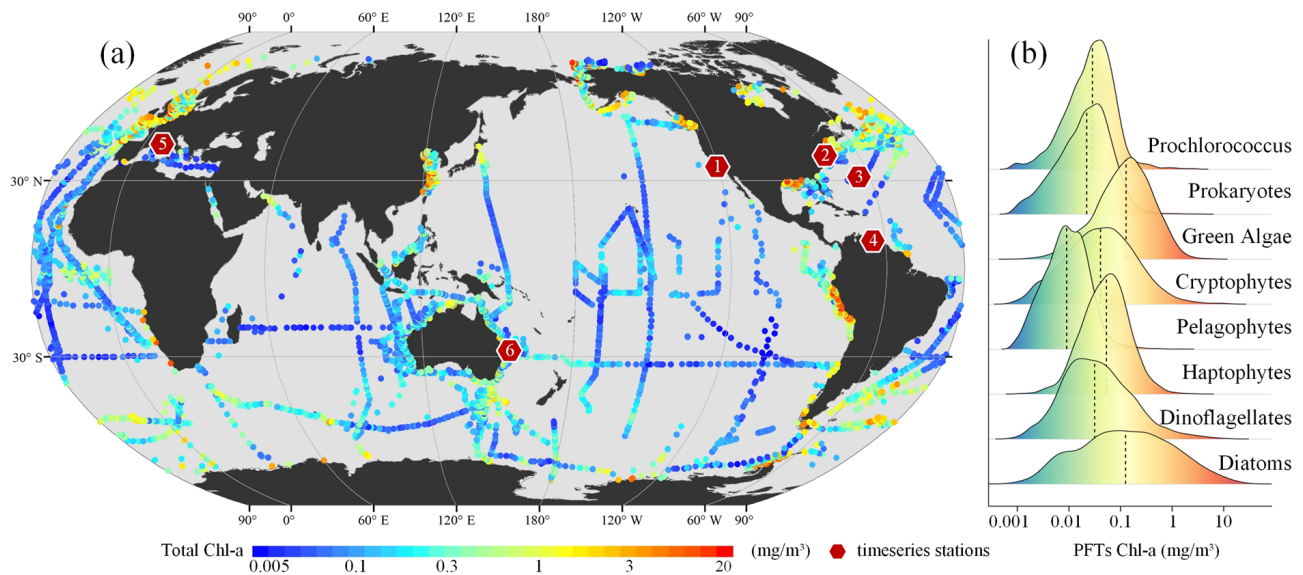 90° 0° 60° E 120° E 180° 120° W 60° W 90°
(a)
(b)
5
1
2
3
30° N
4
6
30° S
90° 0° 60° E 120° E 180° 120° W 60° W 90°
Total Chl-a
0.005 0.1 0.3 1 3 20
(mg/m³)
timeseries stations
Prochlorococcus
Prokaryotes
Green Algae
Cryptophytes
Pelagophytes
Haptophytes
Dinoflagellates
Diatoms
0.001 0.01 0.1 1 10
PFTs Chl-a (mg/m³)